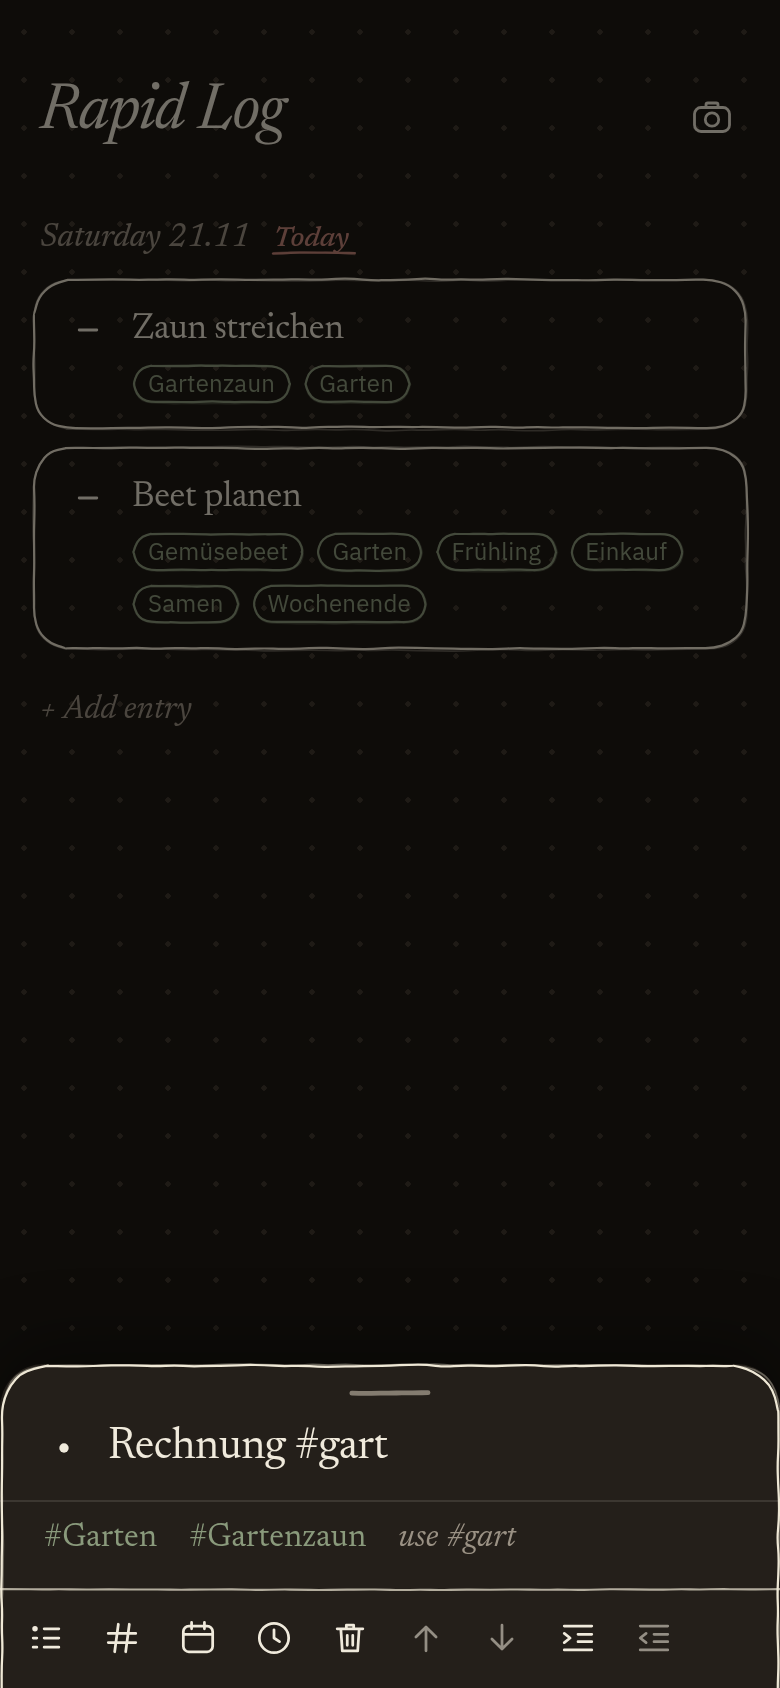 Rapid Log
Saturday 21.11 Today
– Zaun streichen
Gartenzaun Garten
– Beet planen
Gemüsebeet Garten Frühling Einkauf
Samen Wochenende
+ Add entry
• Rechnung #gart
#Garten #Gartenzaun use #gart